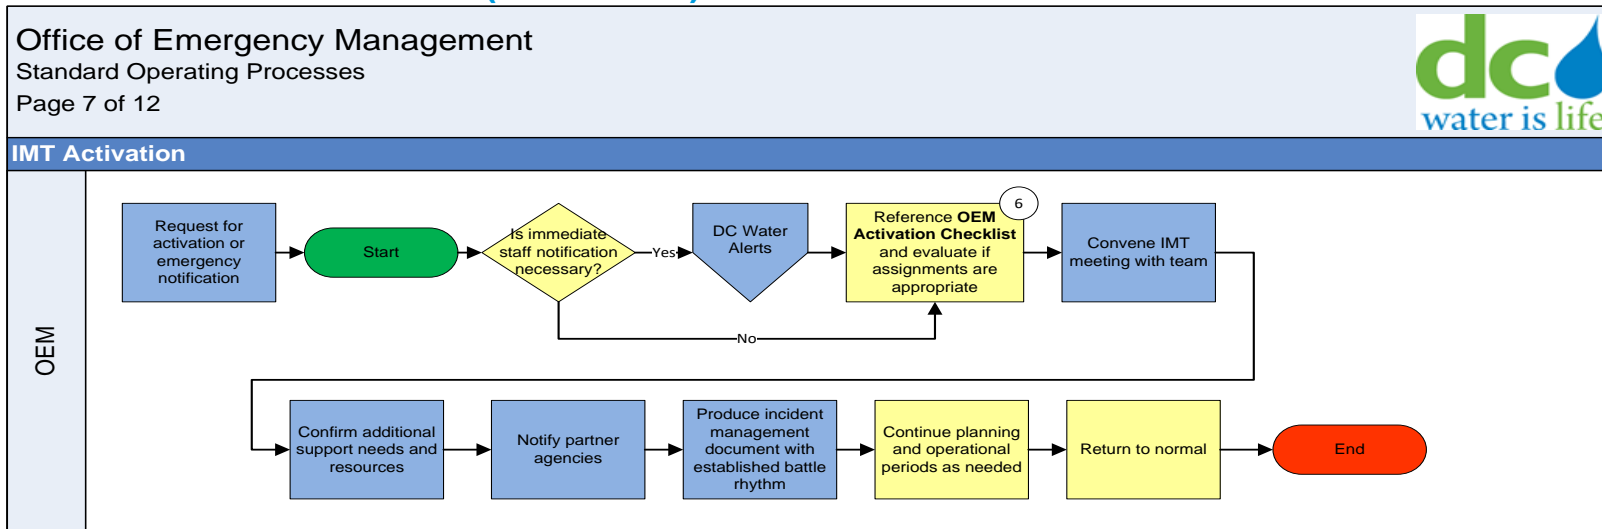 Office of Emergency Management
Standard Operating Processes
Page 7 of 12
dc
water is life
IMT Activation
OEM
Request for
activation or
emergency
notification
Start
Is immediate
staff notification
necessary?
Yes
No
DC Water
Alerts
6
Reference OEM
Activation Checklist
and evaluate if
assignments are
appropriate
Convene IMT
meeting with team
Confirm additional
support needs and
resources
Notify partner
agencies
Produce incident
management
document with
established battle
rhythm
Continue planning
and operational
periods as needed
Return to normal
End